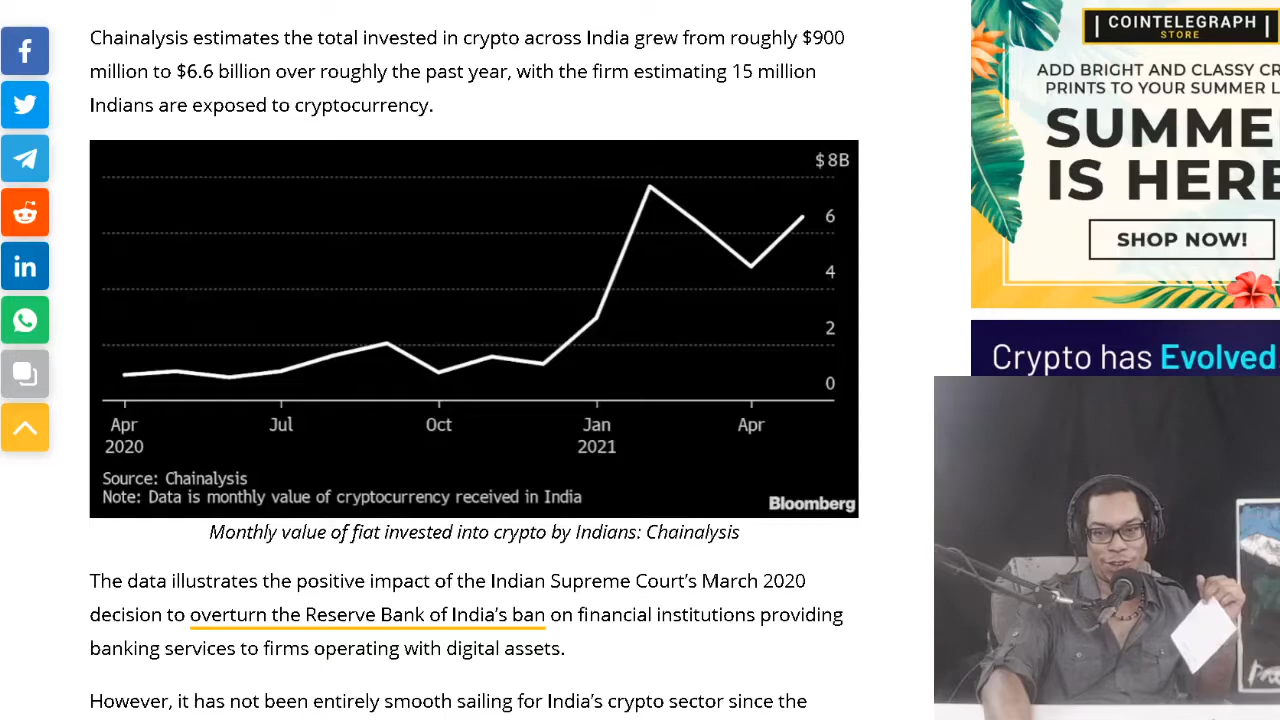 Chainalysis estimates the total invested in crypto across India grew from roughly $900
million to $6.6 billion over roughly the past year, with the firm estimating 15 million
Indians are exposed to cryptocurrency.
$8B
6
4
2
0
Apr
2020
Jul
Oct
Jan
2021
Apr
Source: Chainalysis
Note: Data is monthly value of cryptocurrency received in India
Bloomberg
Monthly value of fiat invested into crypto by Indians: Chainalysis
The data illustrates the positive impact of the Indian Supreme Court's March 2020
decision to overturn the Reserve Bank of India's ban on financial institutions providing
banking services to firms operating with digital assets.
However, it has not been entirely smooth sailing for India's crypto sector since the
| COINTELEGRAPH |
STORE
ADD BRIGHT AND CLASSY CR
PRINTS TO YOUR SUMMER L
SUMME
IS HERE
SHOP NOW!
Crypto has Evolved